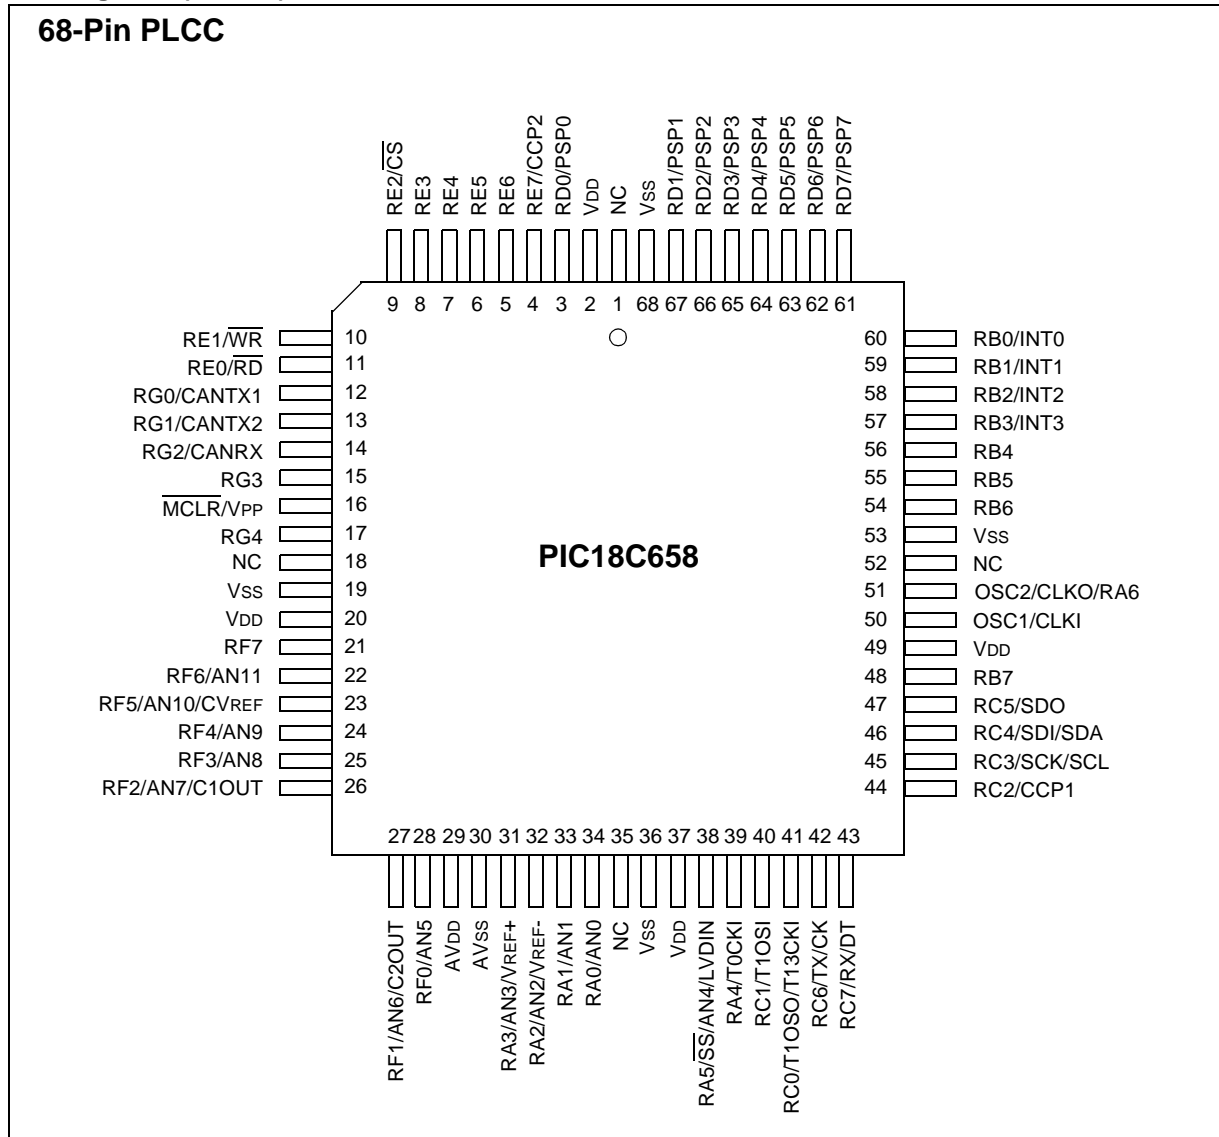 68-Pin PLCC
RE2/CS
RE3
RE4
RE5
RE6
RE7/CCP2
RD0/PSP0
VDD
NC
VSS
RD1/PSP1
RD2/PSP2
RD3/PSP3
RD4/PSP4
RD5/PSP5
RD6/PSP6
RD7/PSP7
9 8 7 6 5 4 3 2 1 68 67 66 65 64 63 62 61
RE1/WR 10
RE0/RD 11
RG0/CANTX1 12
RG1/CANTX2 13
RG2/CANRX 14
RG3 15
MCLR/VPP 16
RG4 17
NC 18
VSS 19
VDD 20
RF7 21
RF6/AN11 22
RF5/AN10/CVREF 23
RF4/AN9 24
RF3/AN8 25
RF2/AN7/C1OUT 26
PIC18C658
60 RB0/INT0
59 RB1/INT1
58 RB2/INT2
57 RB3/INT3
56 RB4
55 RB5
54 RB6
53 VSS
52 NC
51 OSC2/CLKO/RA6
50 OSC1/CLKI
49 VDD
48 RB7
47 RC5/SDO
46 RC4/SDI/SDA
45 RC3/SCK/SCL
44 RC2/CCP1
27 28 29 30 31 32 33 34 35 36 37 38 39 40 41 42 43
RF1/AN6/C2OUT
RF0/AN5
AVDD
AVSS
RA3/AN3/VREF+
RA2/AN2/VREF-
RA1/AN1
RA0/AN0
NC
VSS
VDD
RA5/SS/AN4/LVDIN
RA4/T0CKI
RC1/T1OSI
RC0/T1OSO/T13CKI
RC6/TX/CK
RC7/RX/DT